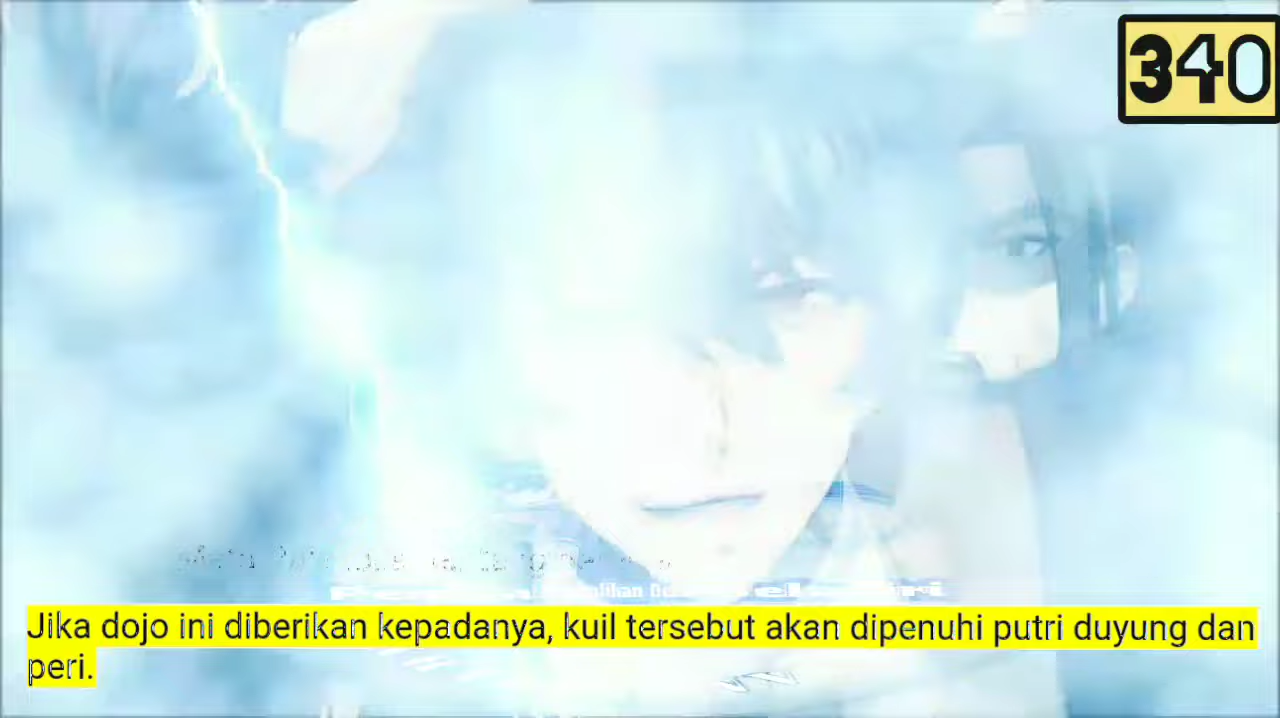 340
Jika dojo ini diberikan kepadanya, kuil tersebut akan dipenuhi putri duyung dan
peri.